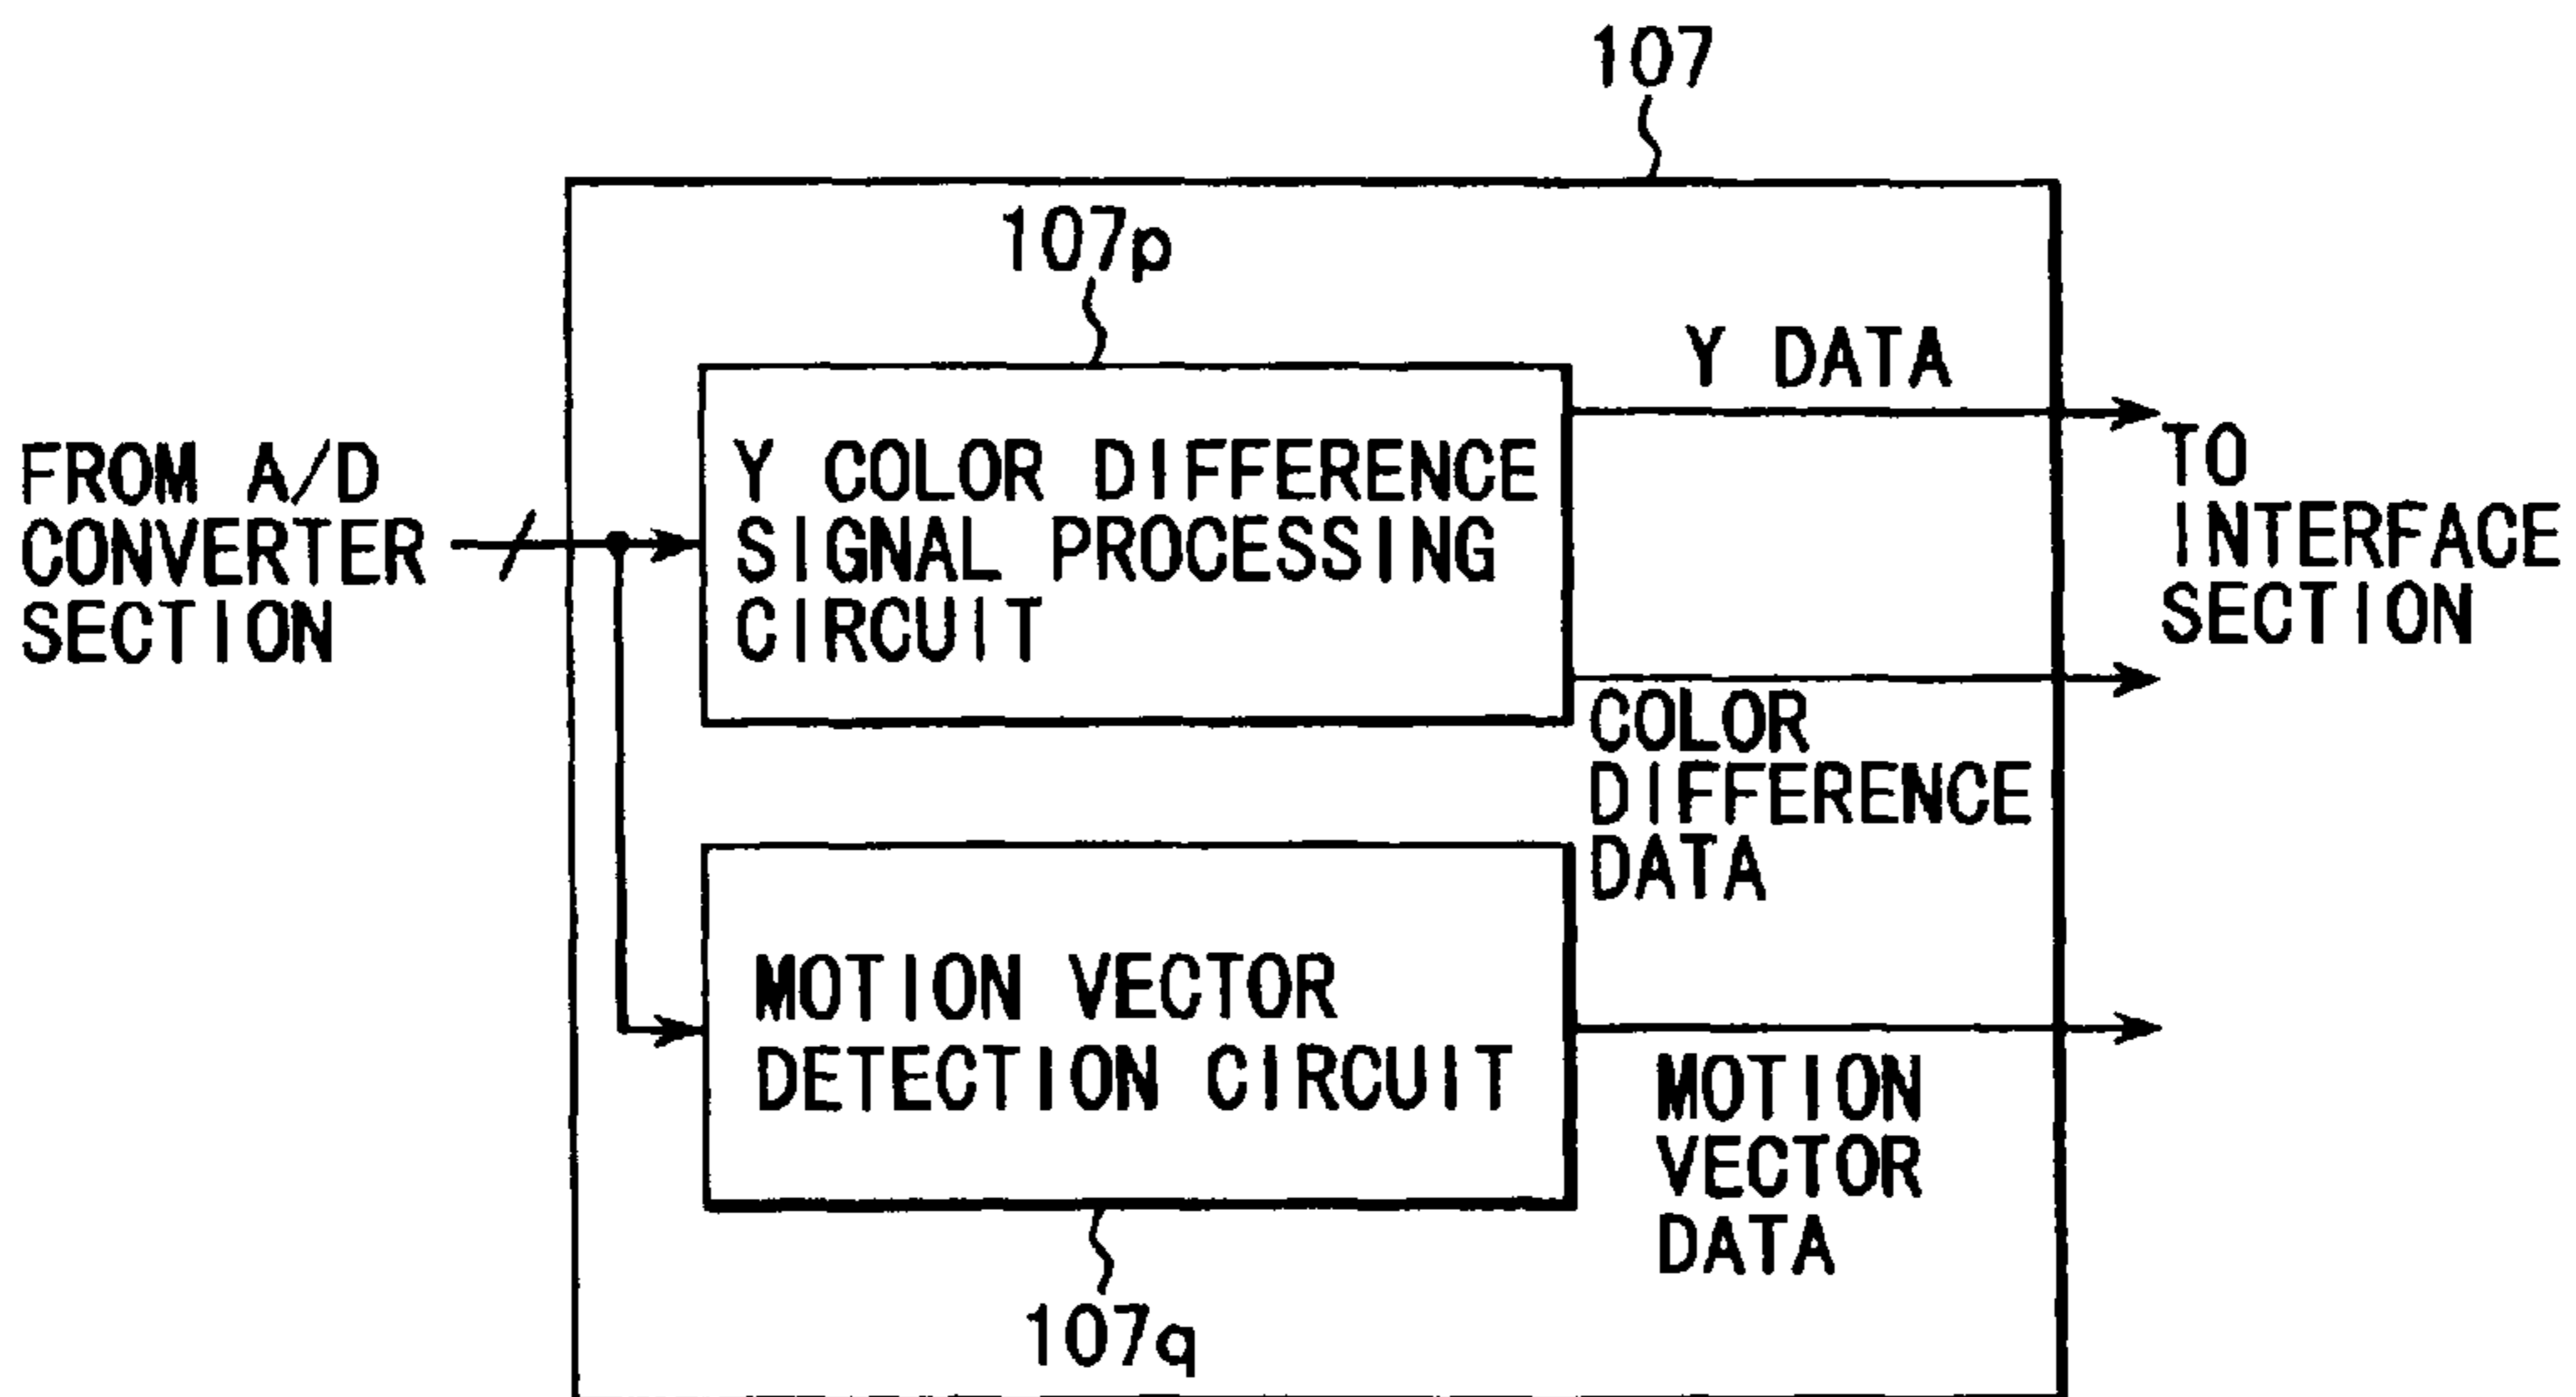 107
107p
FROM A/D
CONVERTER
SECTION
Y COLOR DIFFERENCE
SIGNAL PROCESSING
CIRCUIT
Y DATA
TO
INTERFACE
SECTION
COLOR
DIFFERENCE
DATA
MOTION VECTOR
DETECTION CIRCUIT
MOTION
VECTOR
DATA
107q